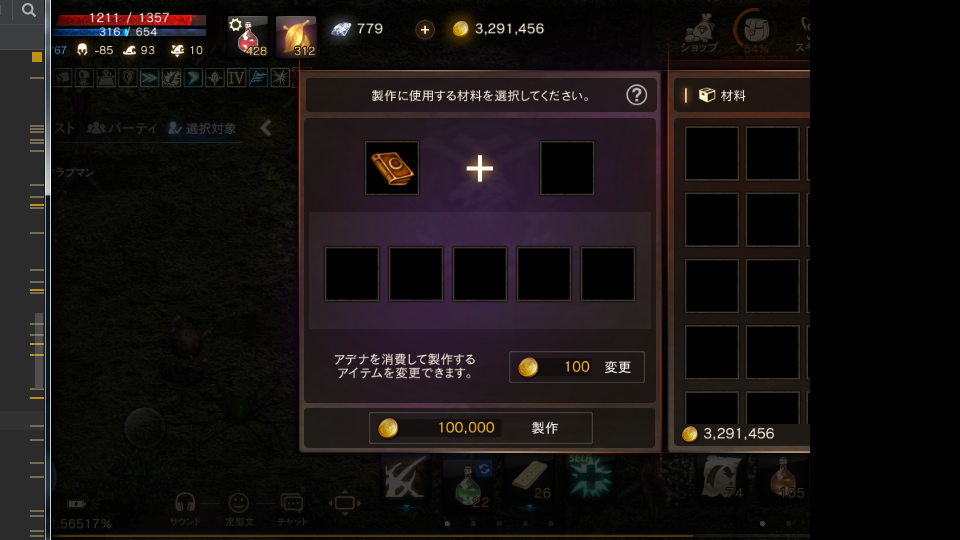 1211 / 1357
316 / 654
67
-85
93
10
428
312
779
3,291,456
ショップ
64%
IV
スト
パーティ
選択対象
ラブマン
製作に使用する材料を選択してください。
?
材料
アデナを消費して製作する
アイテムを変更できます。
100 変更
100,000 製作
3,291,456
22
26
74
105
サウンド
定型文
チャット
.56517%